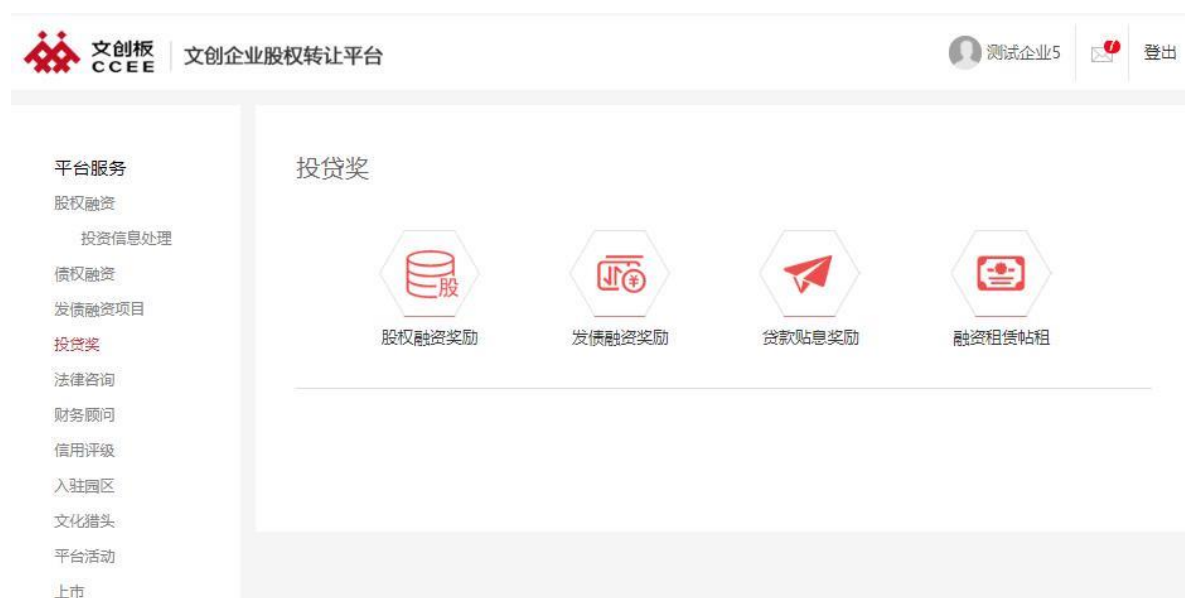 文创板
CCEE
文创企业股权转让平台
测试企业5
1
登出
平台服务
股权融资
投资信息处理
债权融资
发债融资项目
投贷奖
法律咨询
财务顾问
信用评级
入驻园区
文化猎头
平台活动
上市
投贷奖
股
¥
股权融资奖励
发债融资奖励
贷款贴息奖励
融资租赁帖租